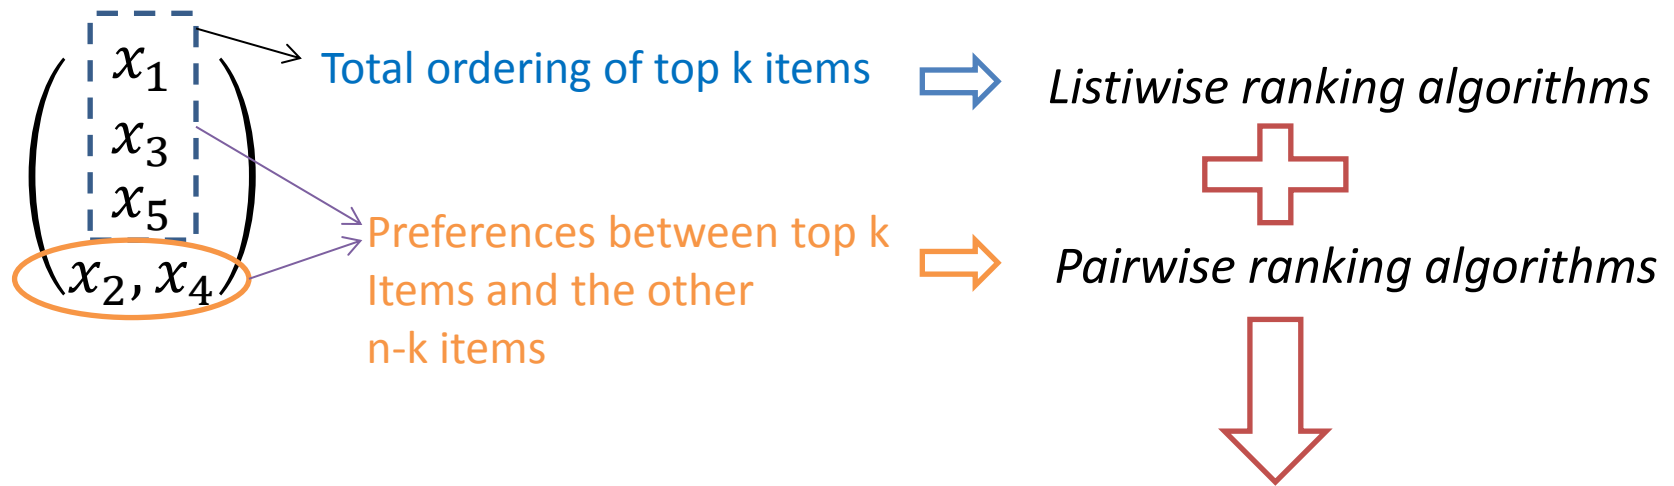 x₁
x₃
x₅
x₂, x₄
Total ordering of top k items
Preferences between top k
Items and the other
n-k items
Listiwise ranking algorithms
Pairwise ranking algorithms